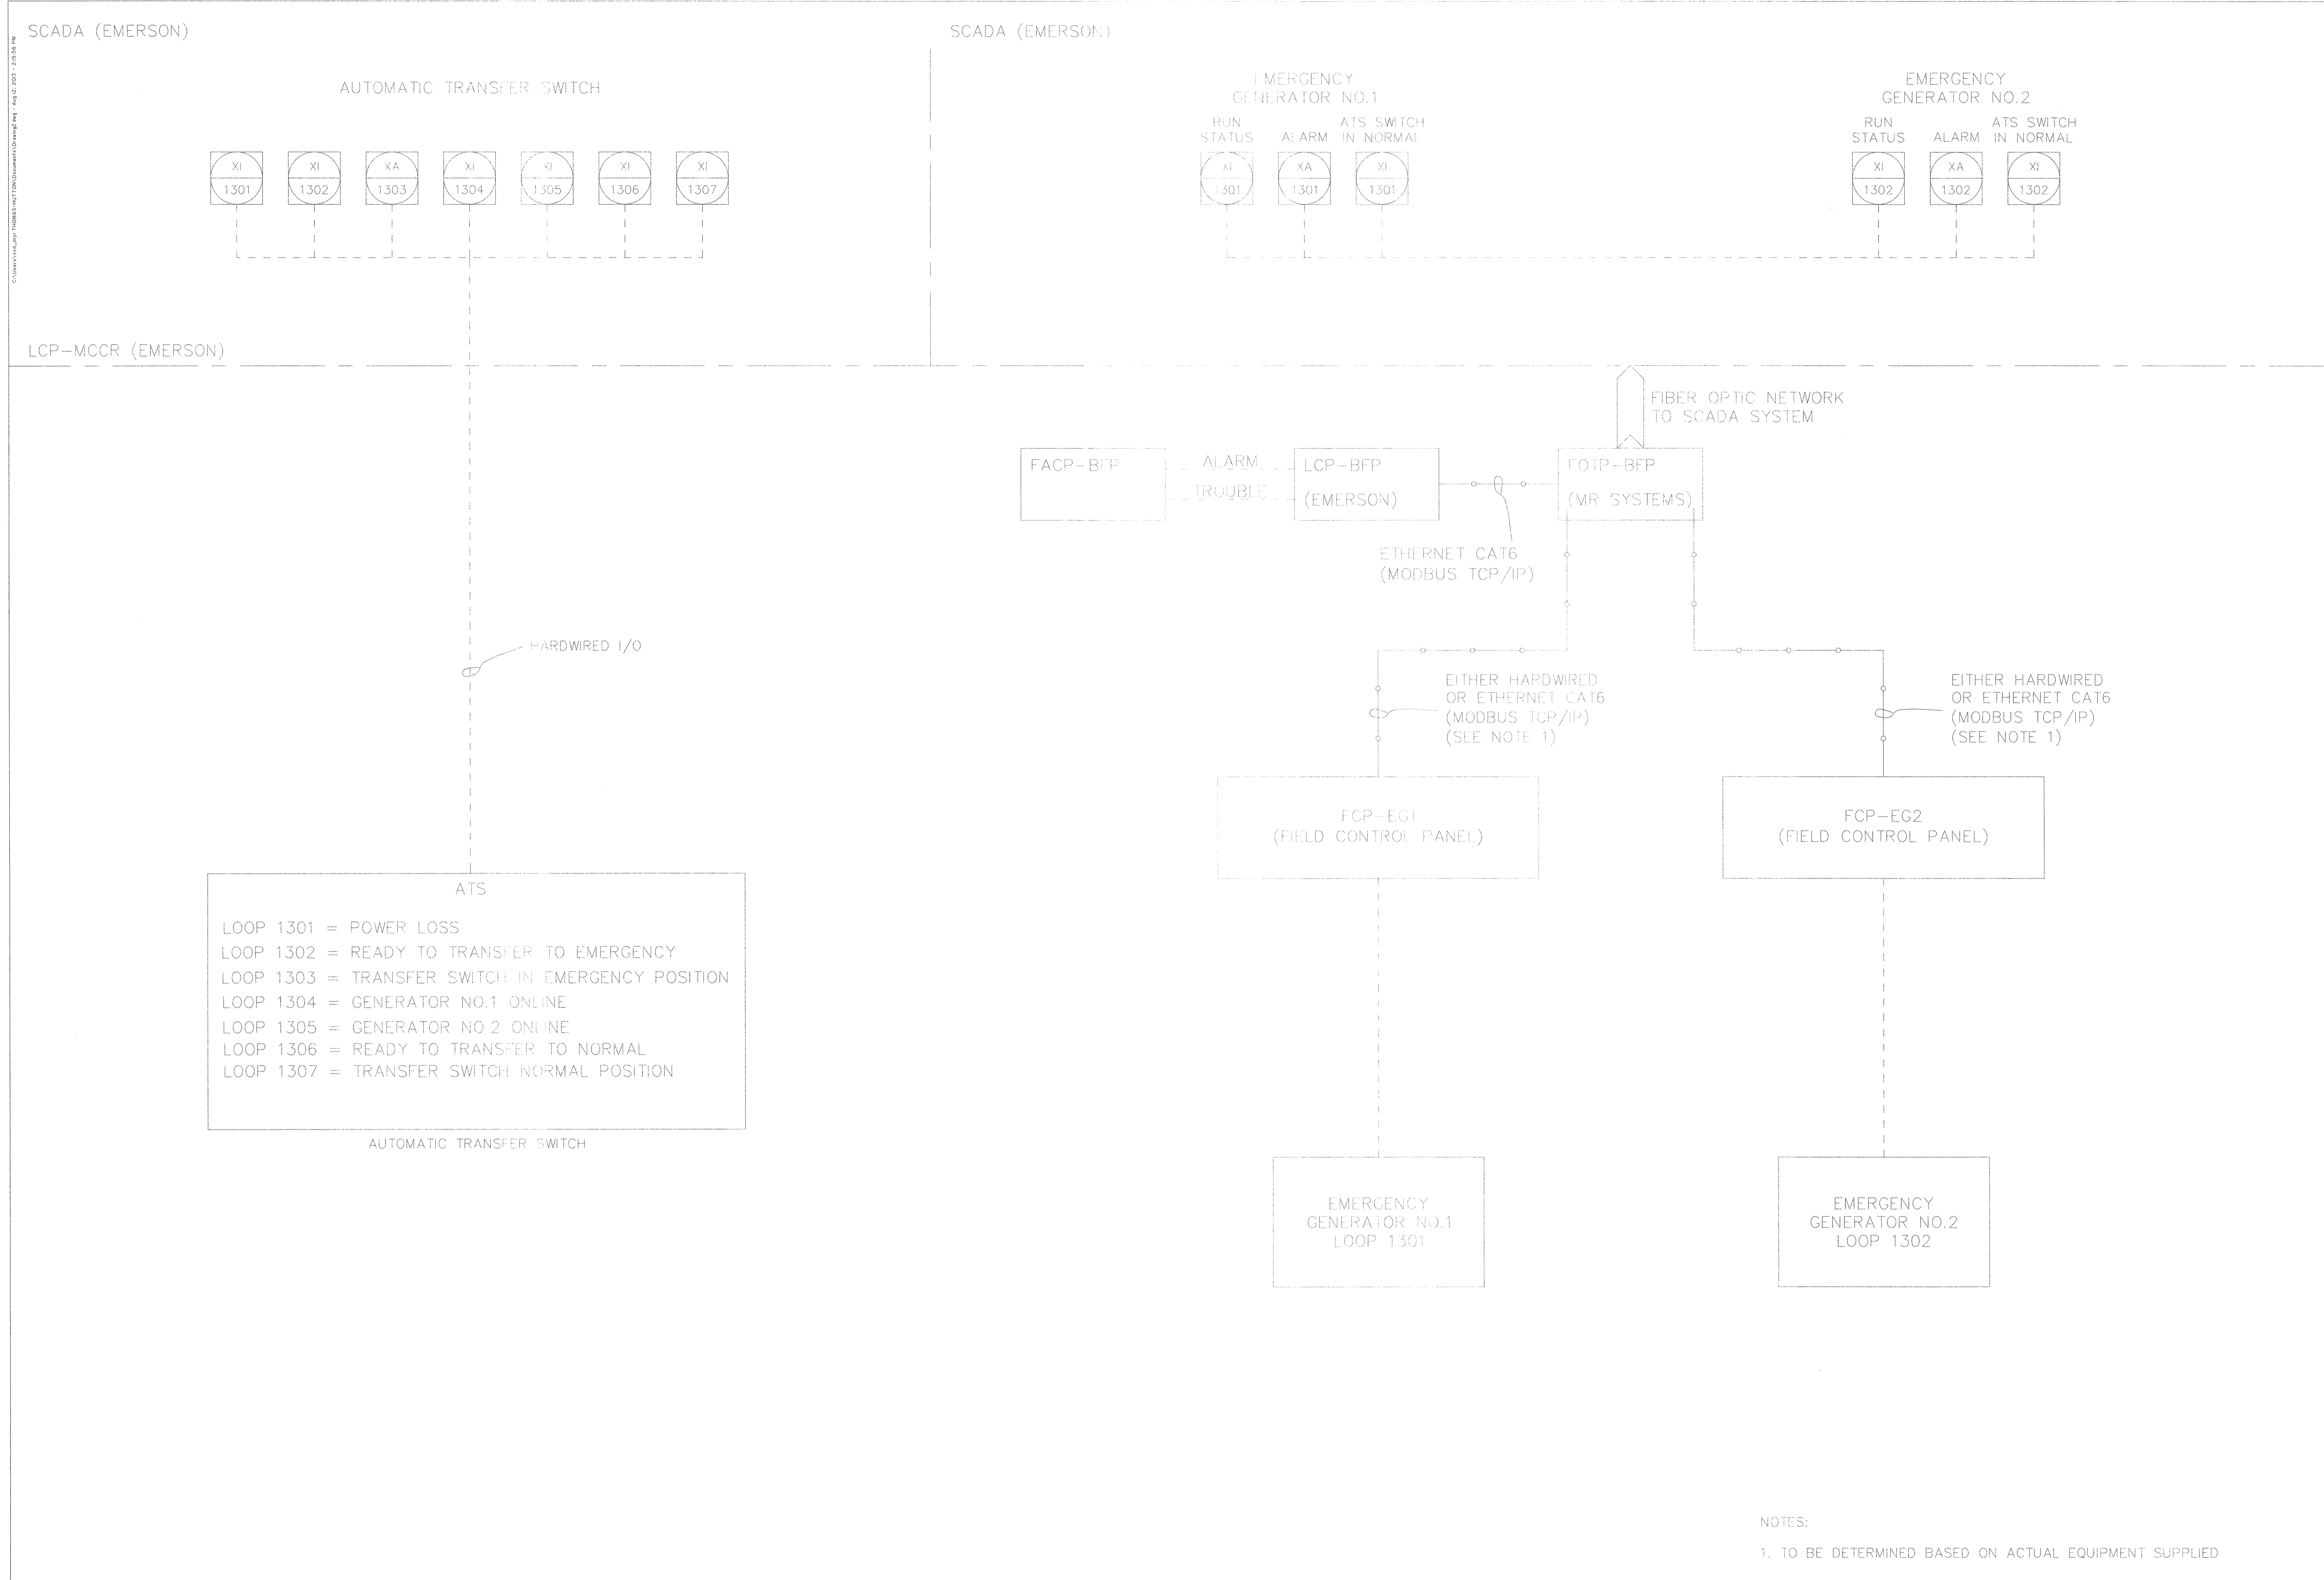 SCADA (EMERSON)
AUTOMATIC TRANSFER SWITCH
XI
1301
XI
1302
XA
1303
XI
1304
XI
1305
XI
1306
XI
1307
LCP-MCCR (EMERSON)
SCADA (EMERSON)
EMERGENCY
GENERATOR NO.1
RUN
STATUS
ALARM
ATS SWITCH
IN NORMAL
XI
1301
XA
1301
XI
1301
EMERGENCY
GENERATOR NO.2
RUN
STATUS
ALARM
ATS SWITCH
IN NORMAL
XI
1302
XA
1302
XI
1302
FIBER OPTIC NETWORK
TO SCADA SYSTEM
FACP-BFP
ALARM
TROUBLE
LCP-BFP
(EMERSON)
FOTP-BFP
(MR SYSTEMS)
ETHERNET CAT6
(MODBUS TCP/IP)
HARDWIRED I/O
EITHER HARDWIRED
OR ETHERNET CAT6
(MODBUS TCP/IP)
(SEE NOTE 1)
EITHER HARDWIRED
OR ETHERNET CAT6
(MODBUS TCP/IP)
(SEE NOTE 1)
FCP-EG1
(FIELD CONTROL PANEL)
FCP-EG2
(FIELD CONTROL PANEL)
ATS
LOOP 1301 = POWER LOSS
LOOP 1302 = READY TO TRANSFER TO EMERGENCY
LOOP 1303 = TRANSFER SWITCH IN EMERGENCY POSITION
LOOP 1304 = GENERATOR NO.1 ONLINE
LOOP 1305 = GENERATOR NO.2 ONLINE
LOOP 1306 = READY TO TRANSFER TO NORMAL
LOOP 1307 = TRANSFER SWITCH NORMAL POSITION
AUTOMATIC TRANSFER SWITCH
EMERGENCY
GENERATOR NO.1
LOOP 1301
EMERGENCY
GENERATOR NO.2
LOOP 1302
NOTES:
1. TO BE DETERMINED BASED ON ACTUAL EQUIPMENT SUPPLIED